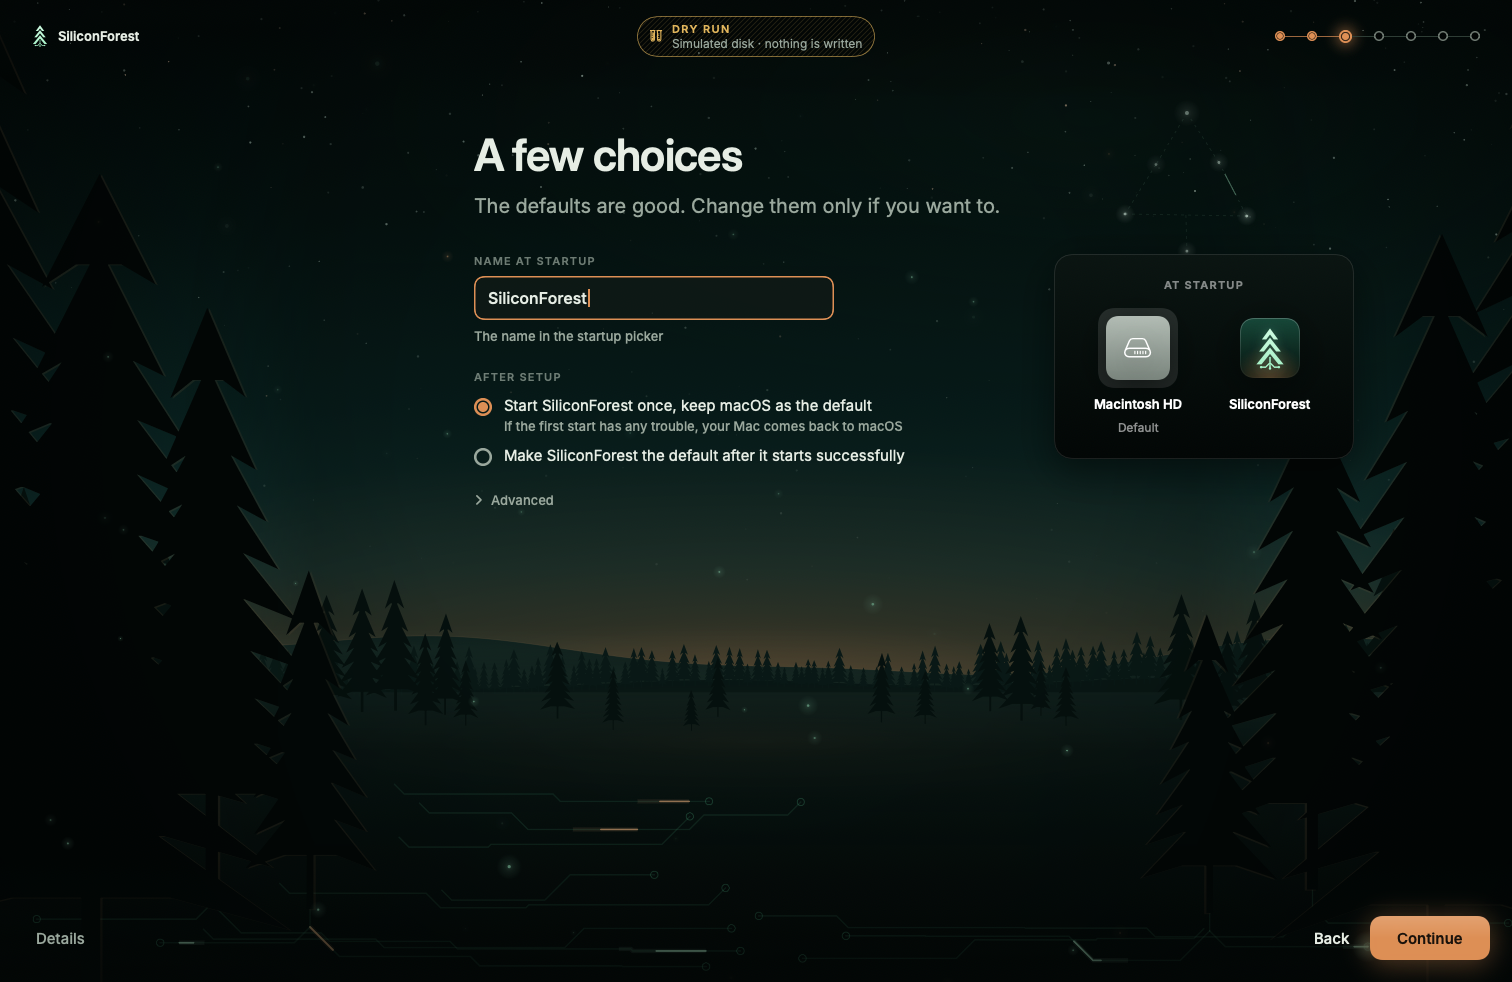 SiliconForest
DRY RUN
Simulated disk · nothing is written
A few choices
The defaults are good. Change them only if you want to.
NAME AT STARTUP
SiliconForest
The name in the startup picker
AFTER SETUP
Start SiliconForest once, keep macOS as the default
If the first start has any trouble, your Mac comes back to macOS
Make SiliconForest the default after it starts successfully
Advanced
AT STARTUP
Macintosh HD
SiliconForest
Default
Details
Back
Continue